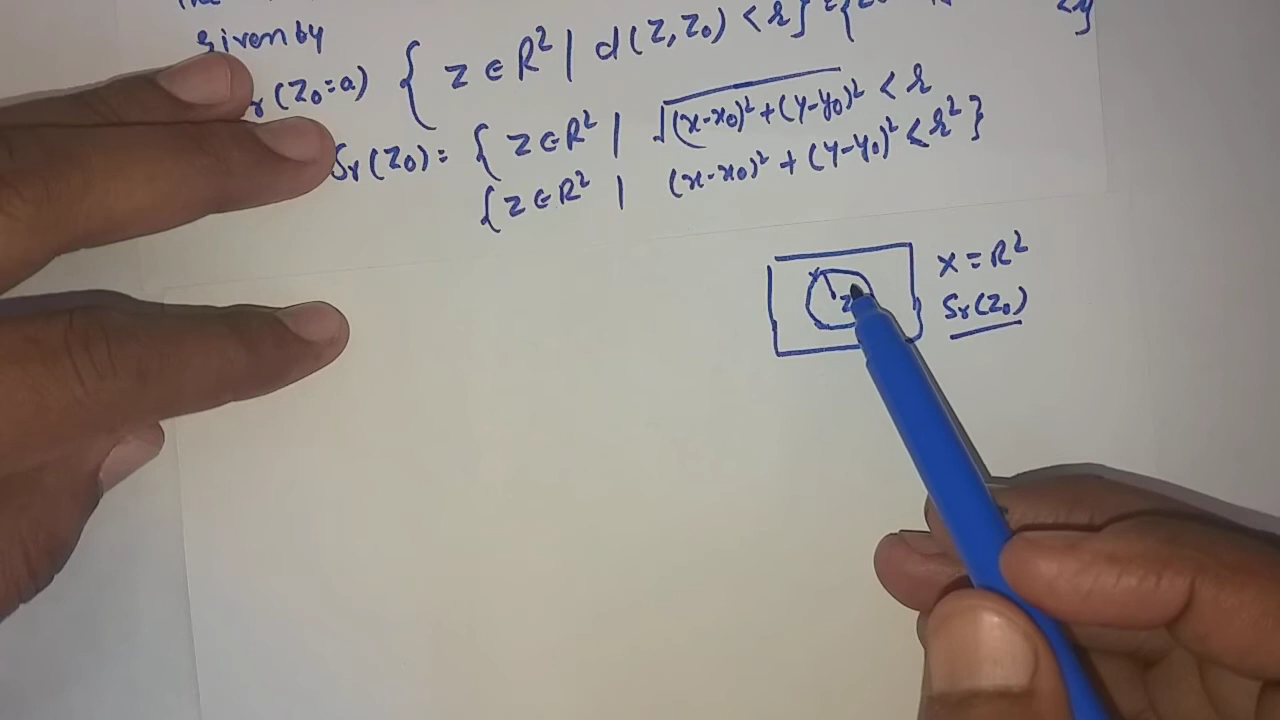 The
Given by
r(Z₀=a) { Z ∈ R² | d(Z, Z₀) < r } = {
Sr(Z₀) = { Z ∈ R² | √(x-x₀)² + (y-y₀)² < r
{ Z ∈ R² | (x-x₀)² + (y-y₀)² < r² }
X = R²
r
Z
Sr(Z₀)